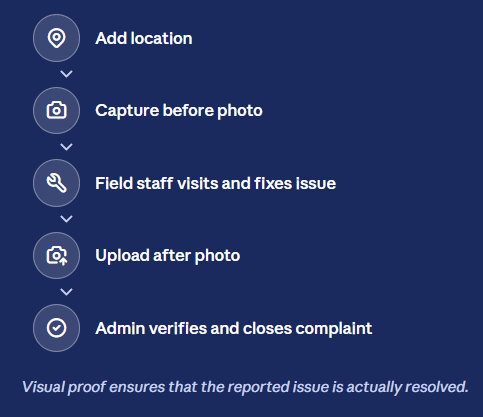 Add location
Capture before photo
Field staff visits and fixes issue
Upload after photo
Admin verifies and closes complaint
Visual proof ensures that the reported issue is actually resolved.